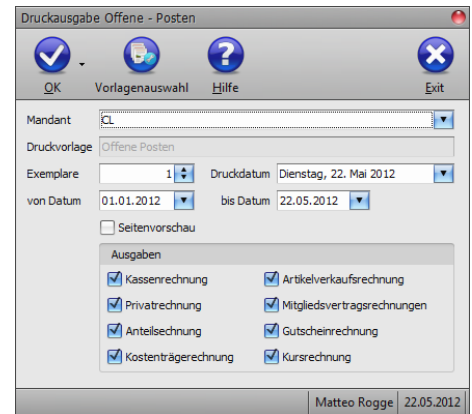 Druckausgabe Offene - Posten
OK Vorlagenauswahl Hilfe Exit
Mandant CL
Druckvorlage Offene Posten
Exemplare 1 Druckdatum Dienstag, 22. Mai 2012
von Datum 01.01.2012 bis Datum 22.05.2012
Seitenvorschau
Ausgaben
Kassenrechnung Artikelverkaufsrechnung
Privatrechnung Mitgliedsvertragsrechnungen
Anteilsechnung Gutscheinrechnung
Kostenträgerechnung Kursrechnung
Matteo Rogge 22.05.2012